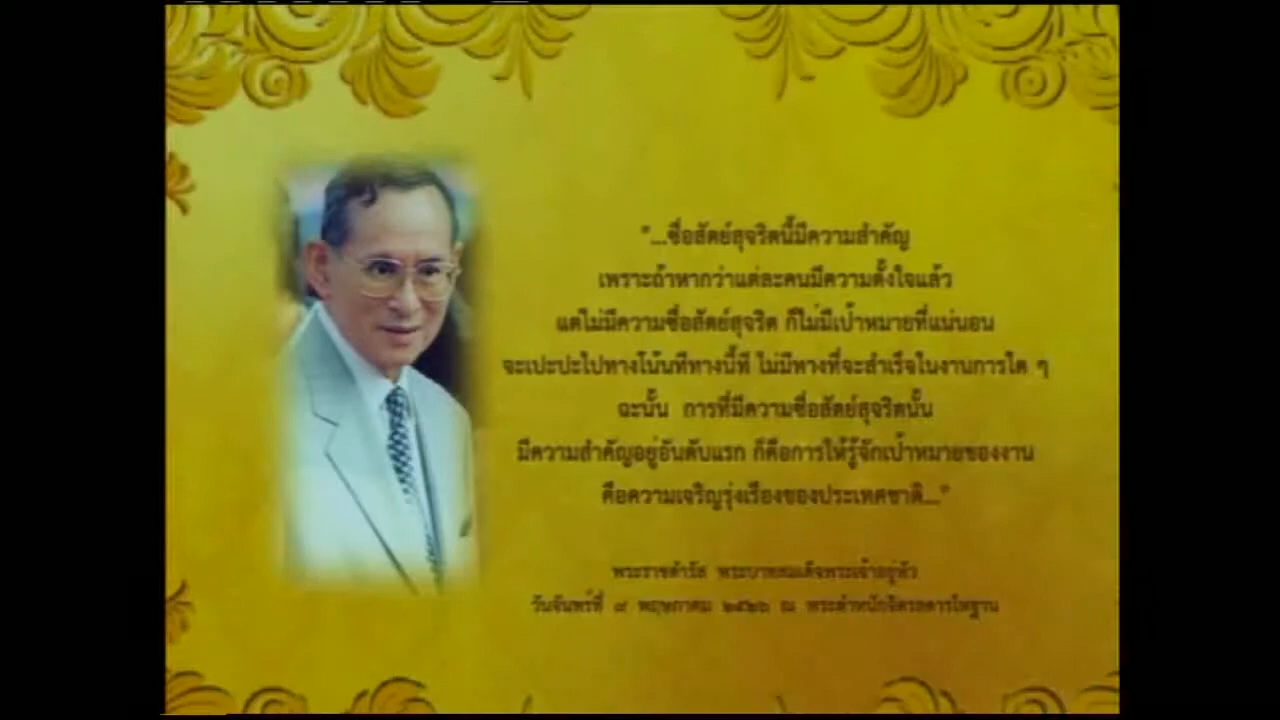 "...ซื่อสัตย์สุจริตนี้มีความสำคัญ
เพราะถ้าหากว่าแต่ละคนมีความตั้งใจแล้ว
แต่ไม่มีความซื่อสัตย์สุจริต ก็ไม่มีเป้าหมายที่แน่นอน
จะเปะปะไปทางโน้นทีทางนี้ที ไม่มีทางที่จะสำเร็จในงานการใด ๆ
ฉะนั้น การที่มีความซื่อสัตย์สุจริตนั้น
มีความสำคัญอยู่อันดับแรก ก็คือการให้รู้จักเป้าหมายของงาน
คือความเจริญรุ่งเรืองของประเทศชาติ..."
พระราชดำรัส พระบาทสมเด็จพระเจ้าอยู่หัว
วันจันทร์ที่ ๙ พฤษภาคม ๒๕๒๖ ณ พระตำหนักจิตรลดารโหฐาน